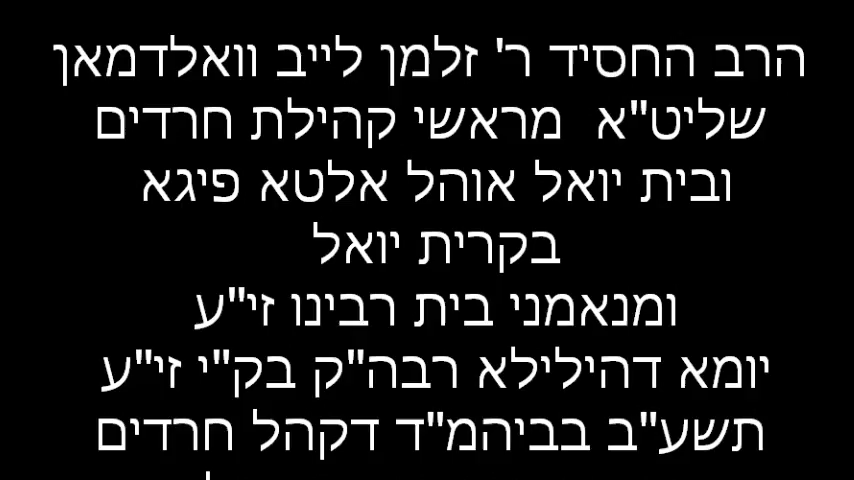 הרב החסיד ר' זלמן לייב וואלדמאן
שליט"א מראשי קהילת חרדים
ובית יואל אוהל אלטא פיגא
בקרית יואל
ומנאמני בית רבינו זי"ע
יומא דהילילא רבה"ק בק"י זי"ע
תשע"ב בביהמ"ד דקהל חרדים